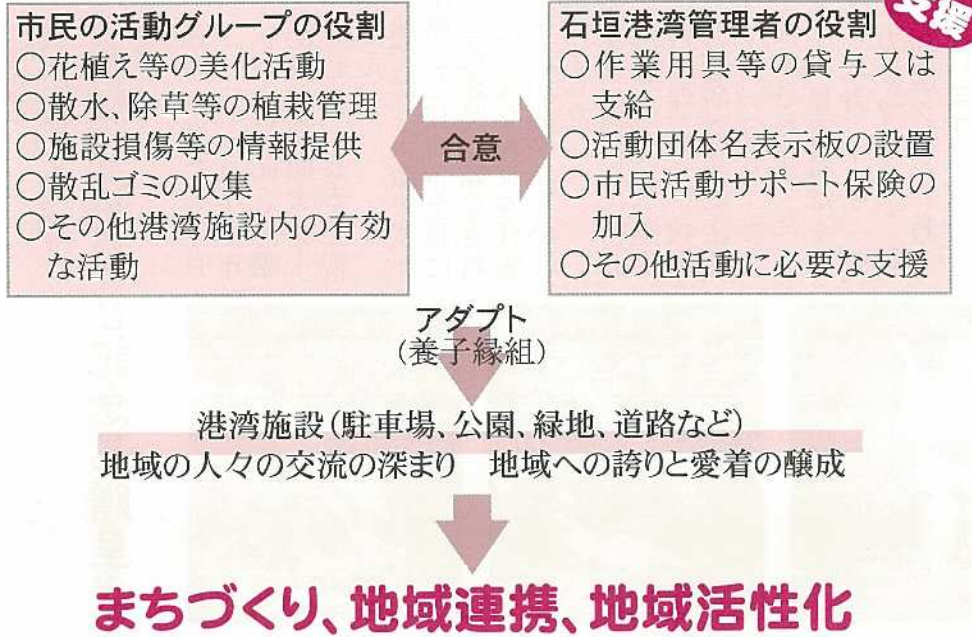 市民の活動グループの役割
○花植え等の美化活動
○散水、除草等の植栽管理
○施設損傷等の情報提供
○散乱ゴミの収集
○その他港湾施設内の有効
な活動
合意
支援
石垣港湾管理者の役割
○作業用具等の貸与又は
支給
○活動団体名表示板の設置
○市民活動サポート保険の
加入
○その他活動に必要な支援
アダプト
(養子縁組)
港湾施設(駐車場、公園、緑地、道路など)
地域の人々の交流の深まり 地域への誇りと愛着の醸成
まちづくり、地域連携、地域活性化